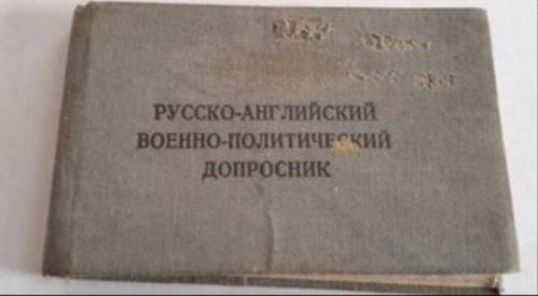 РУССКО-АНГЛИЙСКИЙ
ВОЕННО-ПОЛИТИЧЕСКИЙ
ДОПРОСНИК